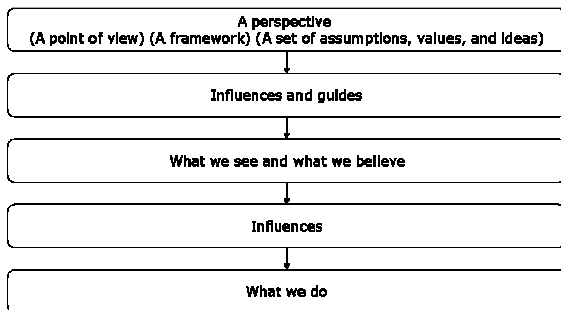 A perspective
(A point of view) (A framework) (A set of assumptions, values, and ideas)
Influences and guides
What we see and what we believe
Influences
What we do